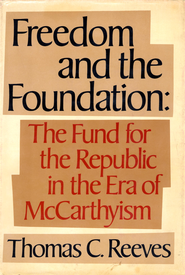 Freedom
and the
Foundation:
The Fund for
the Republic
in the Era of
McCarthyism
Thomas C. Reeves